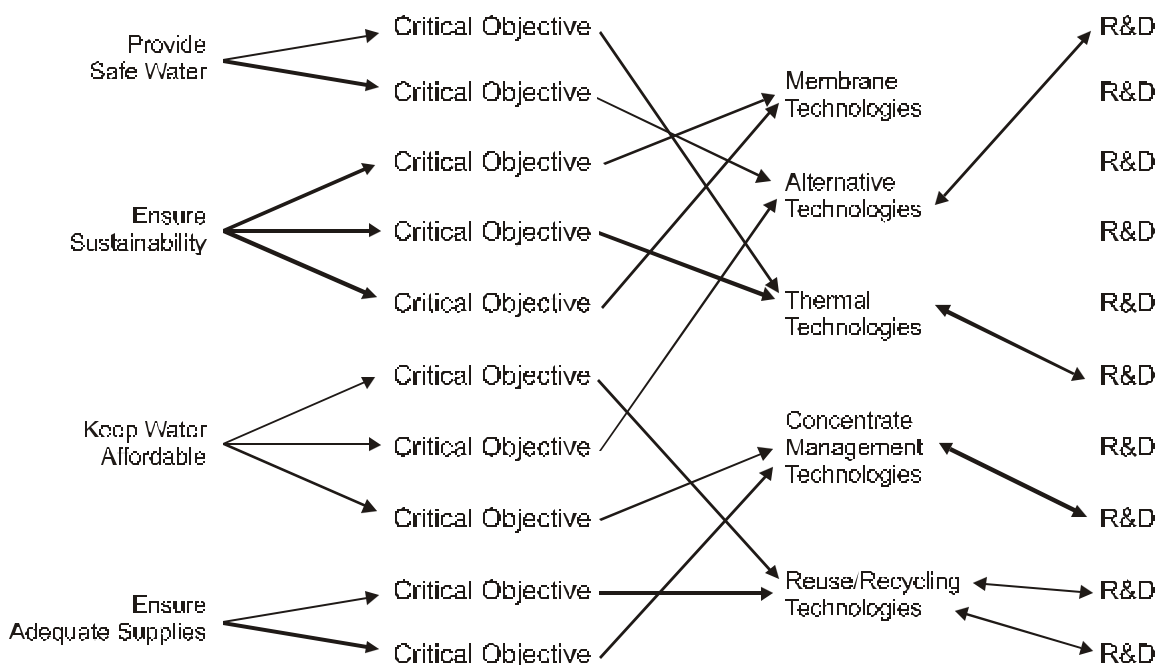 Provide
Safe Water
Ensure
Sustainability
Keep Water
Affordable
Ensure
Adequate Supplies
Critical Objective
Critical Objective
Critical Objective
Critical Objective
Critical Objective
Critical Objective
Critical Objective
Critical Objective
Critical Objective
Critical Objective
Membrane
Technologies
Alternative
Technologies
Thermal
Technologies
Concentrate
Management
Technologies
Reuse/Recycling
Technologies
R&D
R&D
R&D
R&D
R&D
R&D
R&D
R&D
R&D
R&D